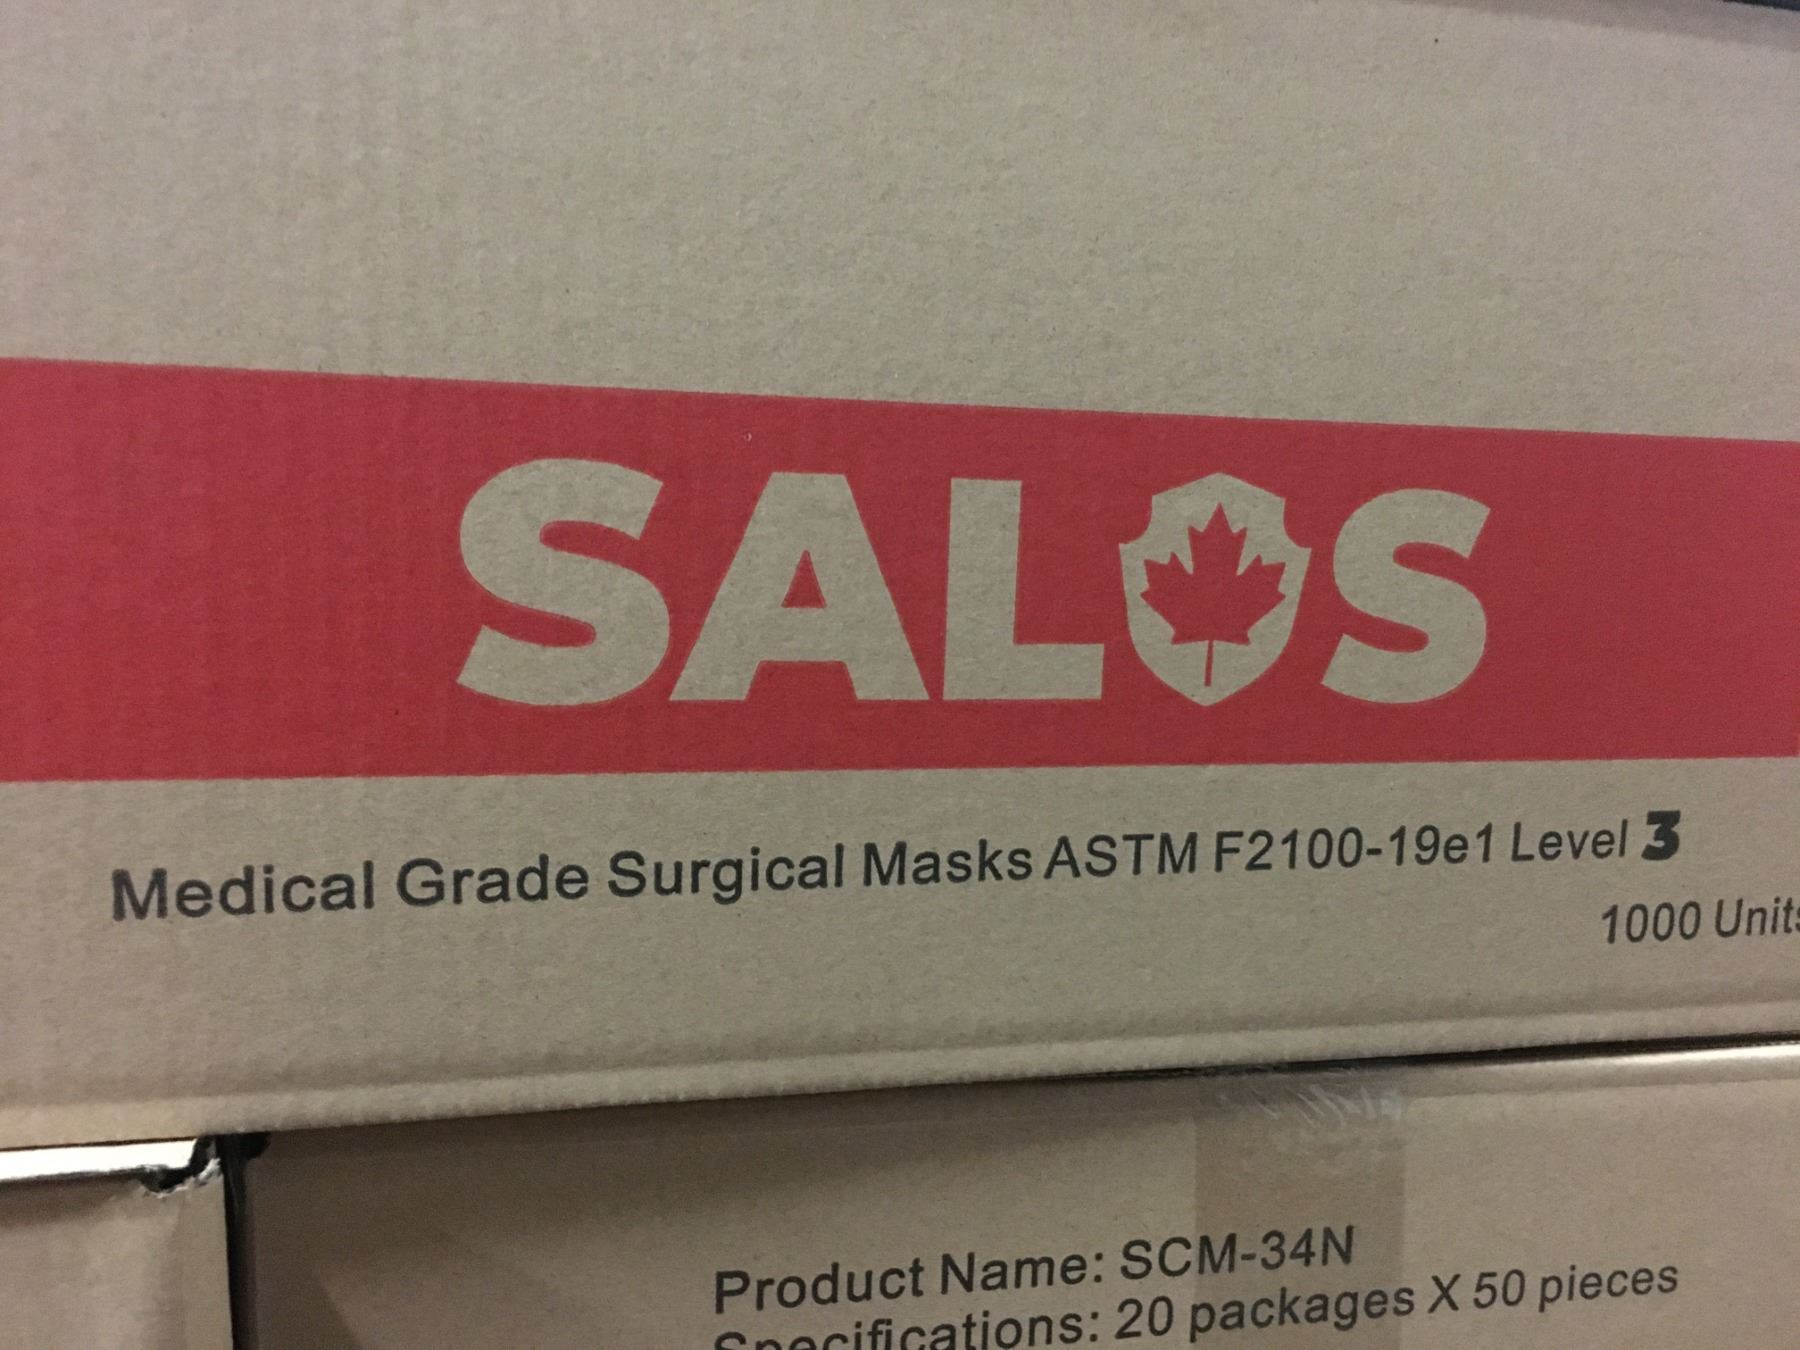 SALOS
Medical Grade Surgical Masks ASTM F2100-19e1 Level 3
1000 Units
Product Name: SCM-34N
Specifications: 20 packages X 50 pieces